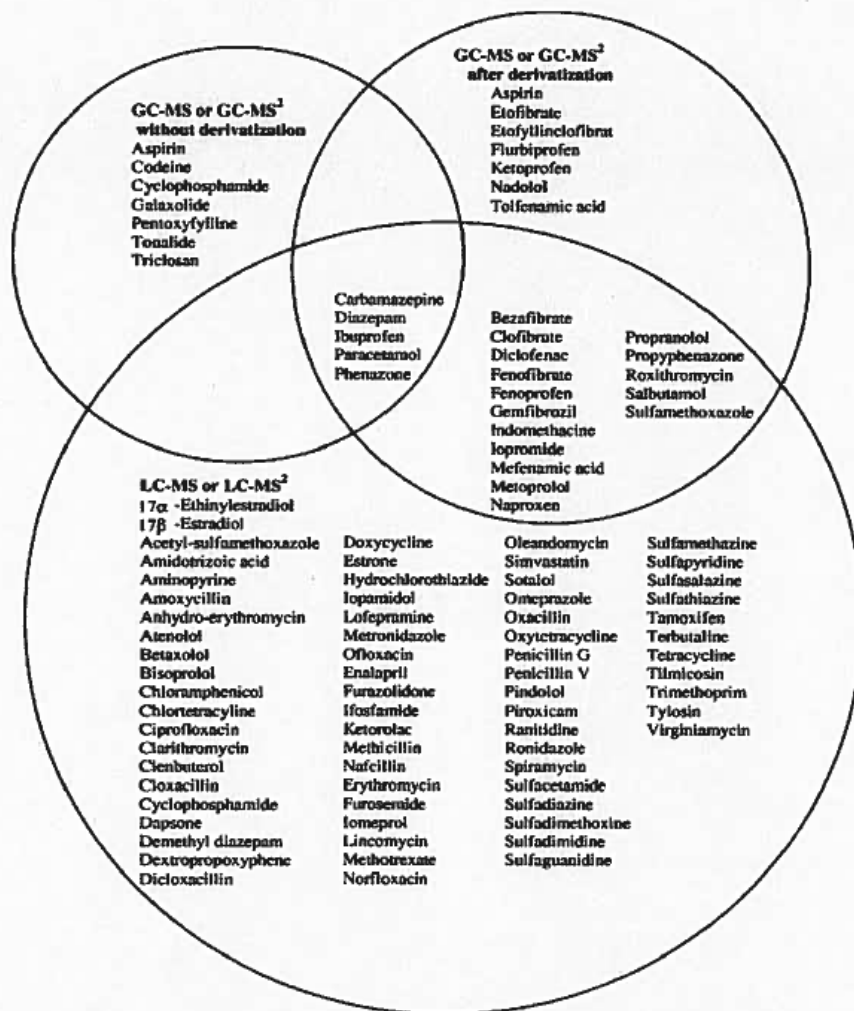 GC-MS or GC-MS²
without derivatization
Aspirin
Codeine
Cyclophosphamide
Galaxolide
Pentoxyfylline
Tonalide
Triclosan
GC-MS or GC-MS²
after derivatization
Aspirin
Etofibrate
Etofyllinclofibrat
Flurbiprofen
Ketoprofen
Nadolol
Tolfenamic acid
Carbamazepine
Diazepam
Ibuprofen
Paracetamol
Phenazone
Bezafibrate
Clofibrate
Diclofenac
Fenofibrate
Fenoprofen
Gemfibrozil
Indomethacine
Iopromide
Mefenamic acid
Metoprolol
Naproxen
Propranolol
Propyphenazone
Roxithromycin
Salbutamol
Sulfamethoxazole
LC-MS or LC-MS²
17α -Ethinylestradiol
17β -Estradiol
Acetyl-sulfamethoxazole
Amidotrizoic acid
Aminopyrine
Amoxycillin
Anhydro-erythromycin
Atenolol
Betaxolol
Bisoprolol
Chloramphenicol
Chlortetracyline
Ciprofloxacin
Clarithromycin
Clenbuterol
Cloxacillin
Cyclophosphamide
Dapsone
Demethyl diazepam
Dextropropoxyphene
Dicloxacillin
Doxycycline
Estrone
Hydrochlorothiazide
Iopamidol
Lofepramine
Metronidazole
Ofloxacin
Enalapril
Furazolidone
Ifosfamide
Ketorolac
Methicillin
Nafcillin
Erythromycin
Furosemide
Iomeprol
Lincomycin
Methotrexate
Norfloxacin
Oleandomycin
Simvastatin
Sotalol
Omeprazole
Oxacillin
Oxytetracycline
Penicillin G
Penicillin V
Pindolol
Piroxicam
Ranitidine
Ronidazole
Spiramycin
Sulfacetamide
Sulfadiazine
Sulfadimethoxine
Sulfadimidine
Sulfaguanidine
Sulfamethazine
Sulfapyridine
Sulfasalazine
Sulfathiazine
Tamoxifen
Terbutaline
Tetracycline
Tilmicosin
Trimethoprim
Tylosin
Virginiamycin